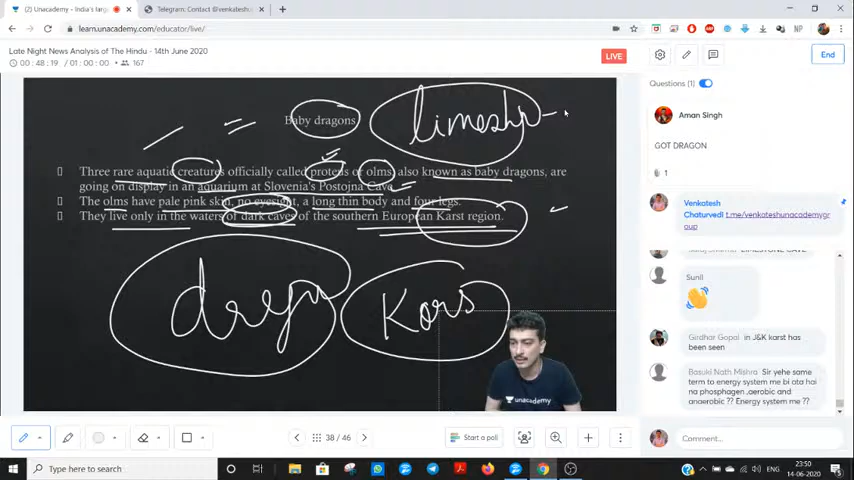 (2) Unacademy - India's larg
Telegram: Contact @venkatesh
learn.unacademy.com/educator/live/
NP
Late Night News Analysis of The Hindu - 14th June 2020
00 : 48 : 19 / 01 : 00 : 00 • 167
LIVE
End
Baby dragons
Three rare aquatic creatures officially called proteus or olms, also known as baby dragons, are
going on display in an aquarium at Slovenia's Postojna Cave
The olms have pale pink skin, no eyesight, a long thin body and four legs.
They live only in the waters of dark caves of the southern European Karst region.
unacademy
Questions (1)
Aman Singh
GOT DRAGON
1
Venkatesh
Chaturvedi t.me/venkateshunacademygr
oup
Sunil
Girdhar Gopal in J&K karst has
been seen
Basuki Nath Mishra Sir yehe same
term to energy system me bi ata hai
na phosphagen ,aerobic and
anaerobic ?? Energy system me ??
38 / 46
Start a poll
Comment...
Type here to search
ENG
23:50
14-06-2020